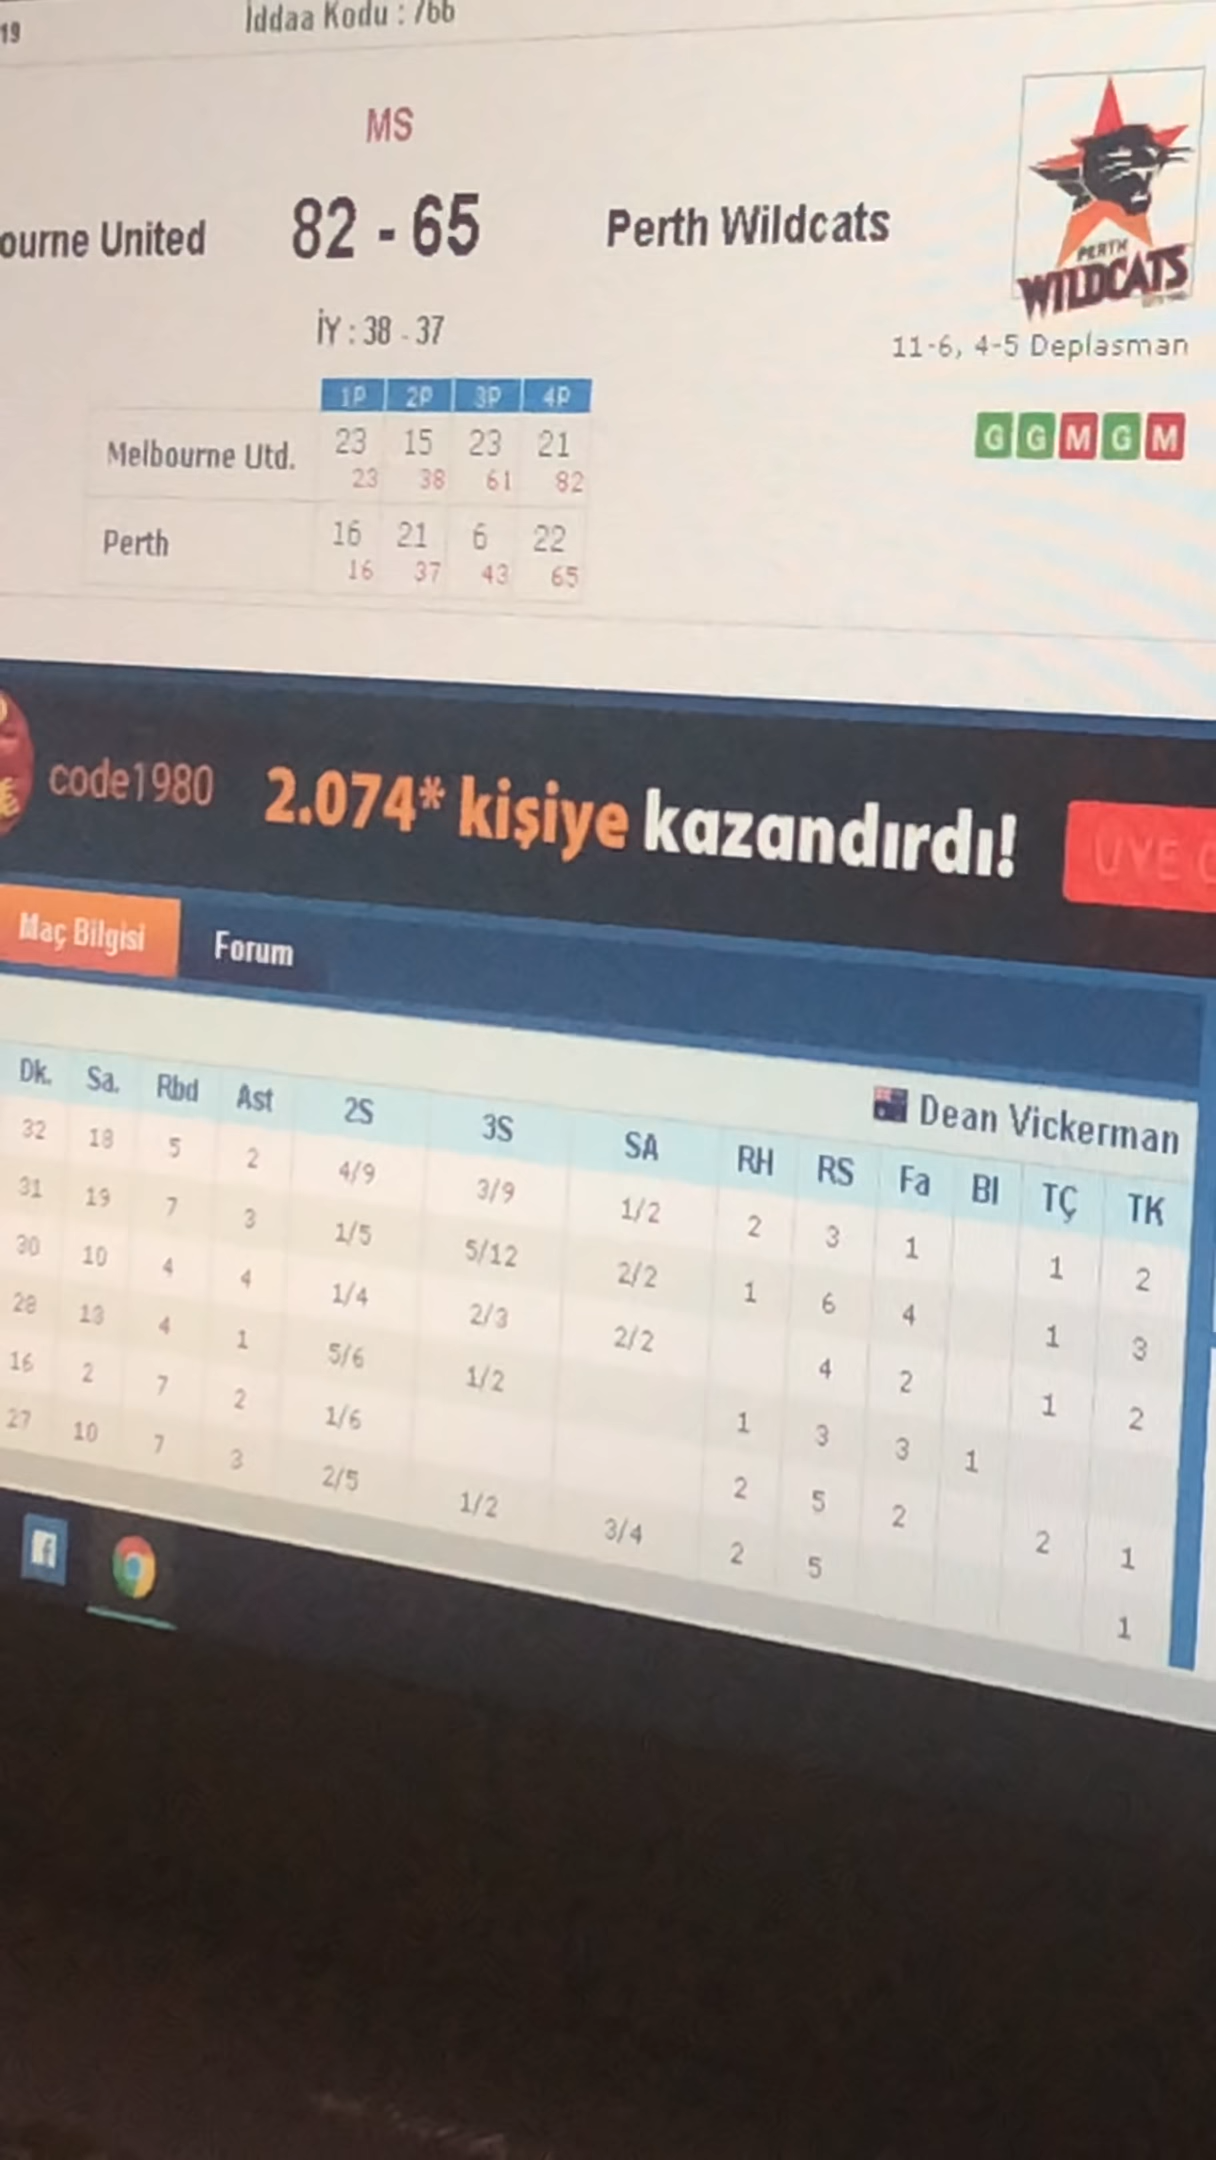 19
İddaa Kodu : 766
MS
ourne United 82 - 65 Perth Wildcats
PERTH
WILDCATS
İY : 38 - 37
11-6, 4-5 Deplasman
1P 2P 3P 4P
G G M G M
Melbourne Utd. 23 15 23 21
23 38 61 82
Perth 16 21 6 22
16 37 43 65
code1980 2.074* kişiye kazandırdı!
ÜYE
Maç Bilgisi Forum
Dean Vickerman
Dk. Sa. Rbd Ast 2S 3S SA RH RS Fa Bl TÇ TK
32 18 5 2 4/9 3/9 1/2 2 3 1 1 2
31 19 7 3 1/5 5/12 2/2 1 6 4 1 3
30 10 4 4 1/4 2/3 2/2 4 2 1 2
28 13 4 1 5/6 1/2 1 3 3 1
16 2 7 2 1/6 2 5 2 2 1
27 10 7 3 2/5 1/2 3/4 2 5 1